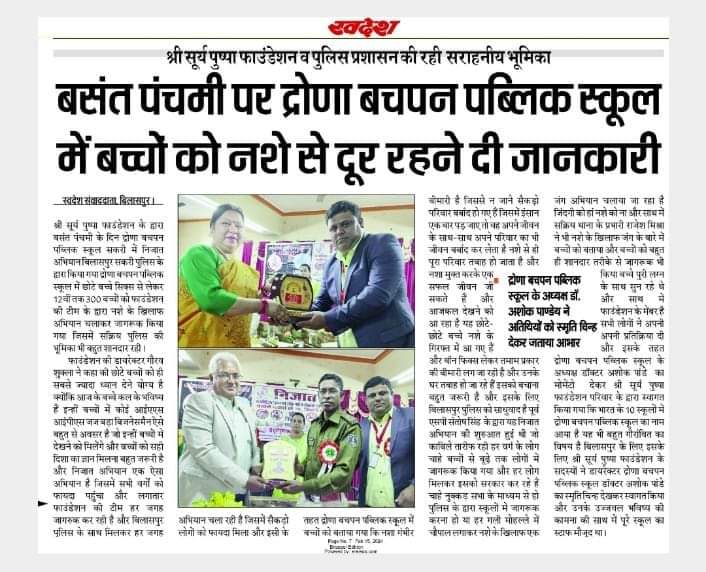 स्वदेश
श्री सूर्य पुष्पा फाउंडेशन व पुलिस प्रशासन की रही सराहनीय भूमिका
बसंत पंचमी पर द्रोणा बचपन पब्लिक स्कूल
में बच्चों को नशे से दूर रहने दी जानकारी
स्वदेश संवाददाता, बिलासपुर।
श्री सूर्य पुष्पा फाउंडेशन के द्वारा
बसंत पंचमी के दिन द्रोणा बचपन
पब्लिक स्कूल सकरी में निजात
अभियान बिलासपुर सकरी पुलिस के
द्वारा किया गया द्रोणा बचपन पब्लिक
स्कूल में छोटे बच्चे सिक्स से लेकर
12वी तक 300 बच्चों को फाउंडेशन
की टीम के द्वारा नशे के खिलाफ
अभियान चलाकर जागरूक किया
गया जिसमें सक्रिय पुलिस की
भूमिका भी बहुत शानदार रही।
फाउंडेशन की डायरेक्टर गौरव
शुक्ला ने कहा की छोटे बच्चों को ही
सबसे ज्यादा ध्यान देने योग्य है
क्योंकि आज के बच्चे कल के भविष्य
है इन्हीं बच्चों में कोई आईएएस
आईपीएस जज बड़ा बिजनेसमैन ऐसे
बहुत से अवसर है जो इन्हीं बच्चों में
देखने को मिलेंगे और बच्चों को सही
दिशा का ज्ञान मिलना बहुत जरूरी है
और निजात अभियान एक ऐसा
अभियान है जिसमें सभी वर्गों को
फायदा पहुंचा और लगातार
फाउंडेशन की टीम हर जगह
जागरूक कर रही है और बिलासपुर
पुलिस के साथ मिलकर हर जगह
निजात
अभियान चला रही है जिसमें सैकड़ो
लोगों को फायदा मिला और इसी के
तहत द्रोणा बचपन पब्लिक स्कूल में
बच्चों को बताया गया कि नशा गंभीर
बीमारी है जिससे न जाने सैकड़ो
परिवार बर्बाद हो गए हैं जिसमें इंसान
एक बार पड़ जाए तो वह अपने जीवन
के साथ-साथ अपने परिवार का भी
जीवन बर्बाद कर लेता है नशे से ही
पूरा परिवार तबाह हो जाता है और
नशा मुक्त करके एक
सफल जीवन जी
सकते हैं और
आजकल देखने को
आ रहा है यह छोटे-
छोटे बच्चे नशे के
गिरफ्त में आ गए हैं
और बॉन फिक्स लेकर तमाम प्रकार
की बीमारी लग जा रही है और उनके
घर तबाह हो जा रहे हैं इसको बचाना
बहुत जरूरी है और इसके लिए
बिलासपुर पुलिस को साधुवाद है पूर्व
एसपी संतोष सिंह के द्वारा यह निजात
अभियान की शुरुआत हुई थी जो
काबिले तारीफ रही हर वर्ग के लोग
चाहे बच्चों से बूढ़े तक लोगों में
जागरूक किया गया और हर लोग
मिलकर इसको साकार कर रहे हैं
चाहे नुक्कड़ सभा के माध्यम से हो
पुलिस के द्वारा स्कूलों में जागरूक
करना हो या हर गली मोहल्ले में
चौपाल लगाकर नशे के खिलाफ एक
द्रोणा बचपन पब्लिक
स्कूल के अध्यक्ष डॉ.
अशोक पाण्डेय ने
अतिथियों को स्मृति चिन्ह
देकर जताया आभार
जंग अभियान चलाया जा रहा है
जिंदगी को हां नशे को ना और साथ में
सक्रिय थाना के प्रभारी राजेश मिश्रा
ने भी नशे के खिलाफ जंग के बारे में
बच्चों को बताया और बच्चों को बहुत
ही शानदार तरीके से जागरूक भी
किया बच्चे पूरी लग्न
के साथ सुन रहे थे
और साथ में
फाउंडेशन के मेंबर है
सभी लोगों ने अपनी
अपनी प्रतिक्रिया दी
और इसके तहत
द्रोणा बचपन पब्लिक स्कूल के
अध्यक्ष डॉक्टर अशोक पांडे का
मोमेंटो देकर श्री सूर्य पुष्पा
फाउंडेशन परिवार के द्वारा स्वागत
किया गया कि भारत के 10 स्कूलों में
द्रोणा बचपन पब्लिक स्कूल का नाम
आया है यह भी बहुत गौरांवित का
विषय है बिलासपुर के लिए इसके
लिए श्री सूर्य पुष्पा फाउंडेशन के
सदस्यों ने डायरेक्टर द्रोणा बचपन
पब्लिक स्कूल डॉक्टर अशोक पांडे
का स्मृति चिन्ह देखकर स्वागत किया
और उनके उज्जवल भविष्य की
कामना की साथ में पूरे स्कूल का
स्टाफ मौजूद था।
Page No. 7 Feb 15, 2024
Bilaspur Edition
Powered by: erelego.com